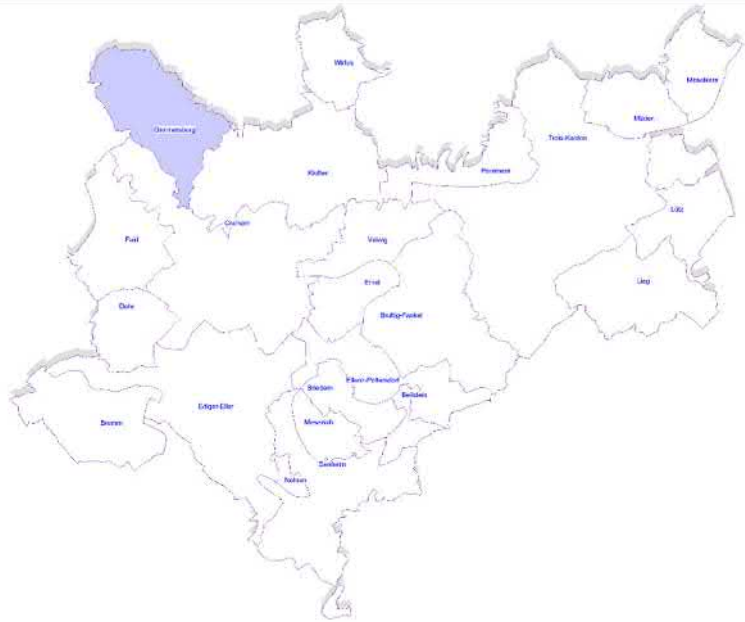 Wirfus
Moselkern
Müden
Greimersburg
Treis-Karden
Klotten
Pommern
Lütz
Cochem
Faid
Valwig
Ernst
Lieg
Dohr
Bruttig-Fankel
Ellenz-Poltersdorf
Briedern
Beilstein
Ediger-Eller
Mesenich
Bremm
Senheim
Nehren